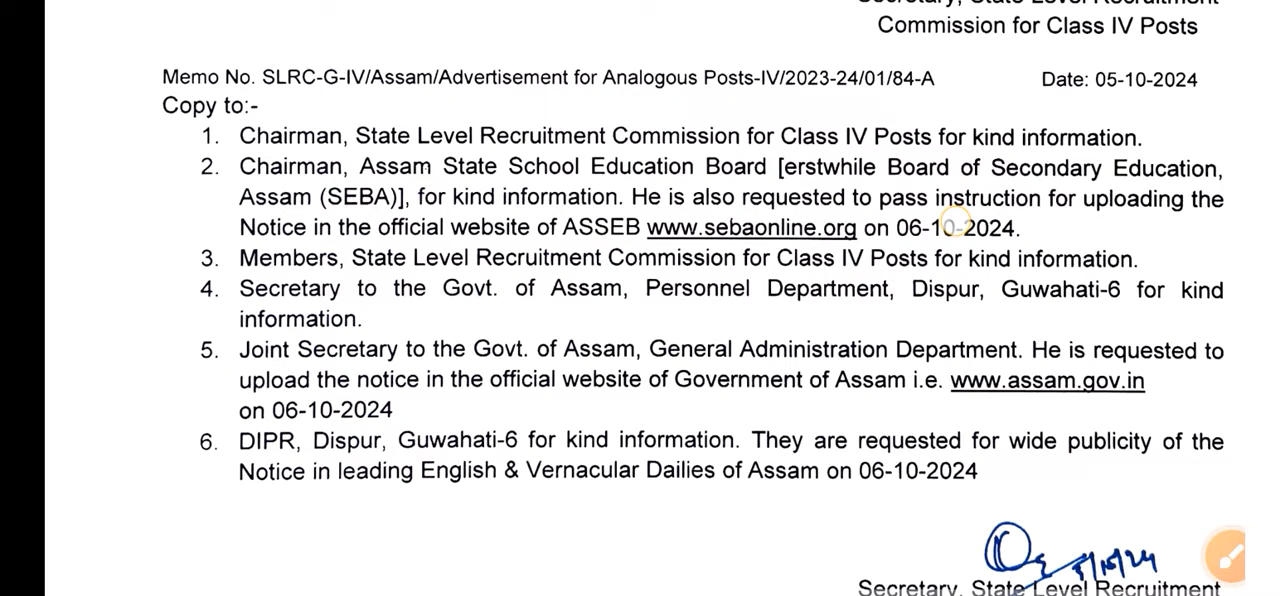 Secretary, State Level Recruitment
Commission for Class IV Posts
Memo No. SLRC-G-IV/Assam/Advertisement for Analogous Posts-IV/2023-24/01/84-A Date: 05-10-2024
Copy to:-
1. Chairman, State Level Recruitment Commission for Class IV Posts for kind information.
2. Chairman, Assam State School Education Board [erstwhile Board of Secondary Education,
Assam (SEBA)], for kind information. He is also requested to pass instruction for uploading the
Notice in the official website of ASSEB www.sebaonline.org on 06-10-2024.
3. Members, State Level Recruitment Commission for Class IV Posts for kind information.
4. Secretary to the Govt. of Assam, Personnel Department, Dispur, Guwahati-6 for kind
information.
5. Joint Secretary to the Govt. of Assam, General Administration Department. He is requested to
upload the notice in the official website of Government of Assam i.e. www.assam.gov.in
on 06-10-2024
6. DIPR, Dispur, Guwahati-6 for kind information. They are requested for wide publicity of the
Notice in leading English & Vernacular Dailies of Assam on 06-10-2024
Secretary, State Level Recruitment